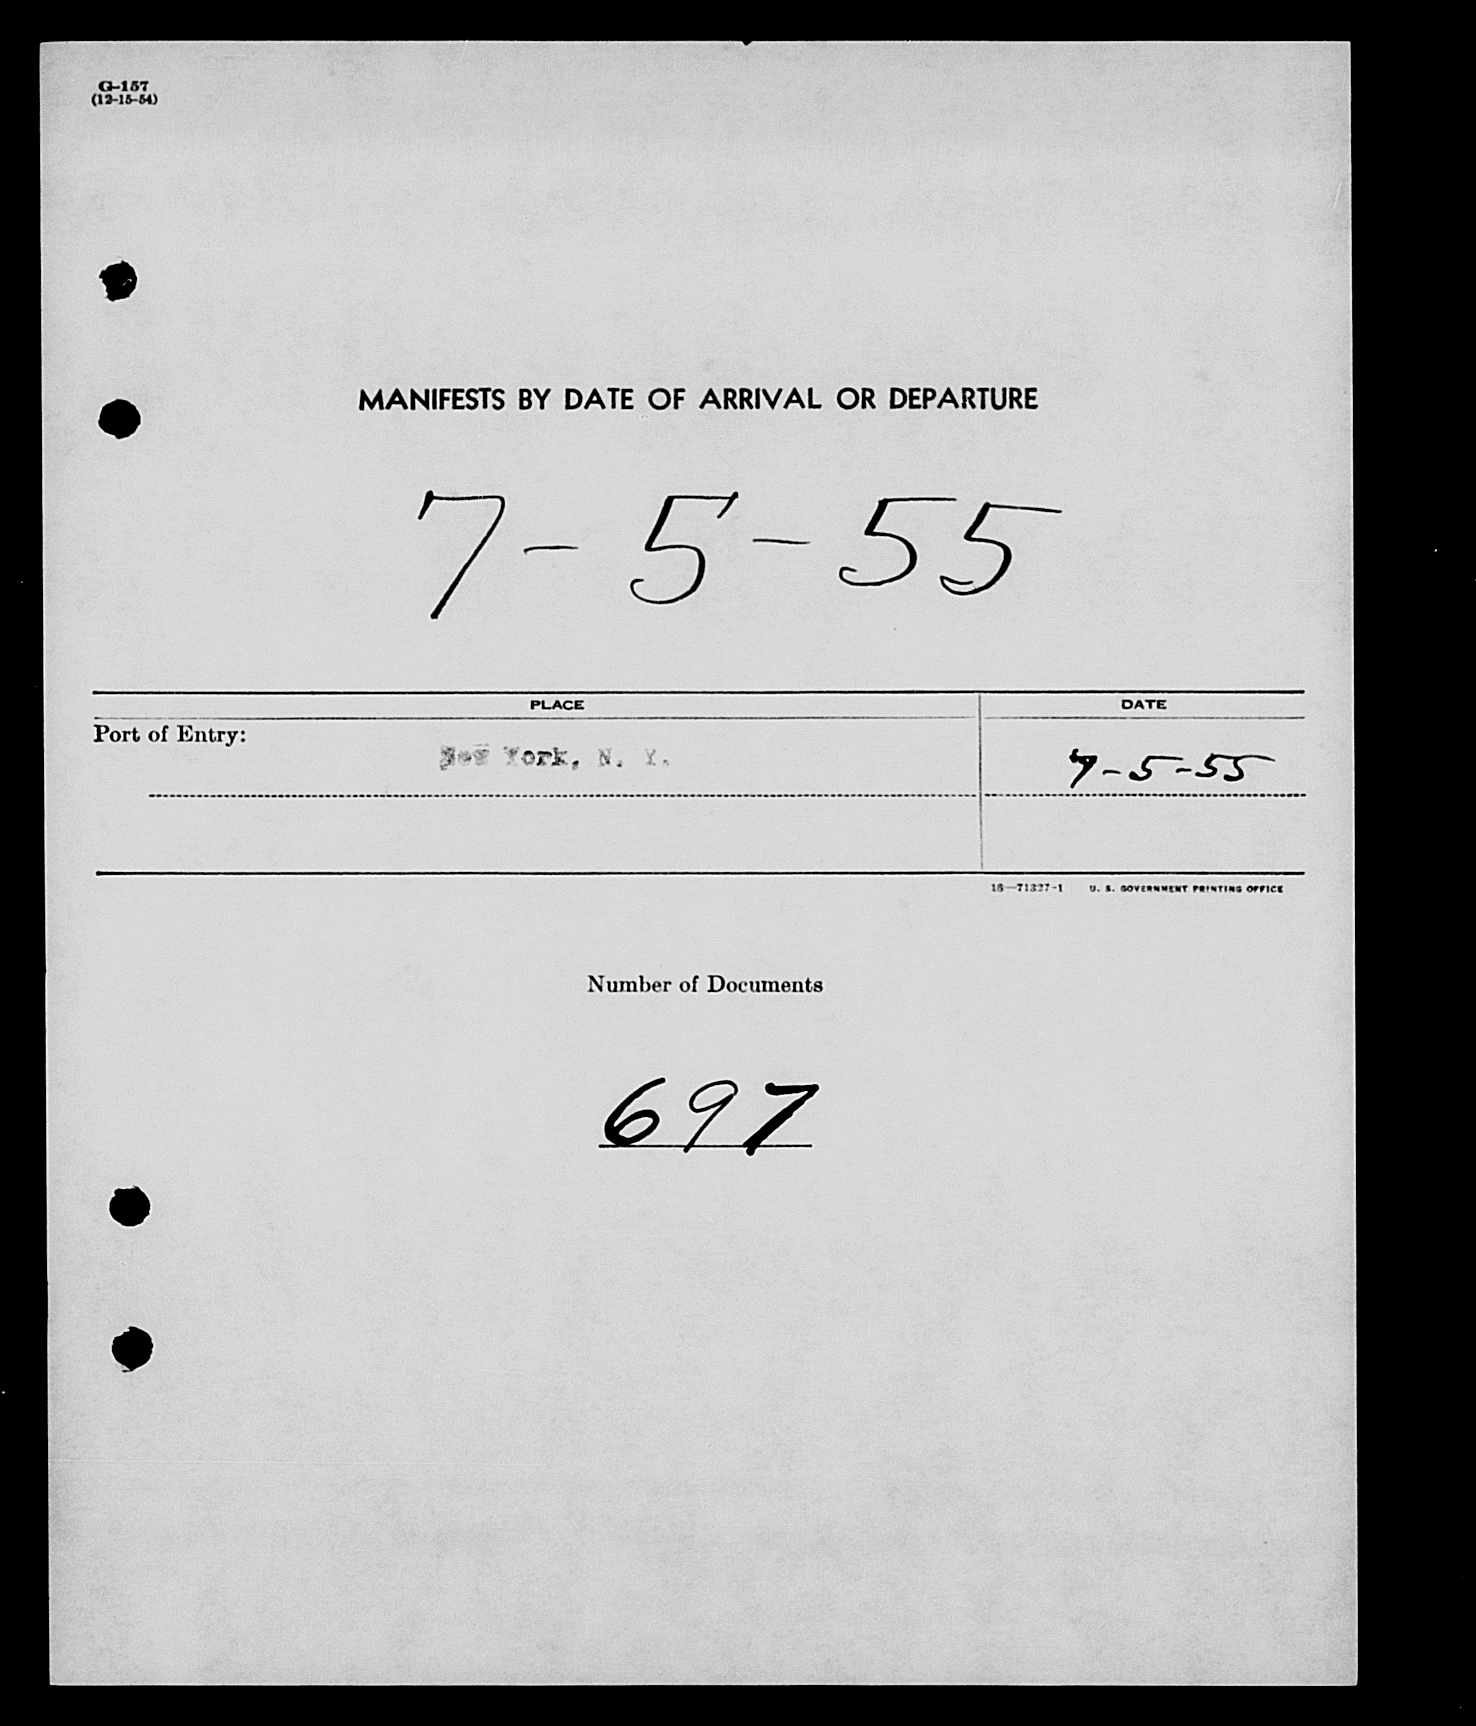 G-157
(12-15-54)
MANIFESTS BY DATE OF ARRIVAL OR DEPARTURE
7-5-55
PLACE DATE
Port of Entry: New York, N. Y. 7-5-55
16—71327-1 U. S. GOVERNMENT PRINTING OFFICE
Number of Documents
697